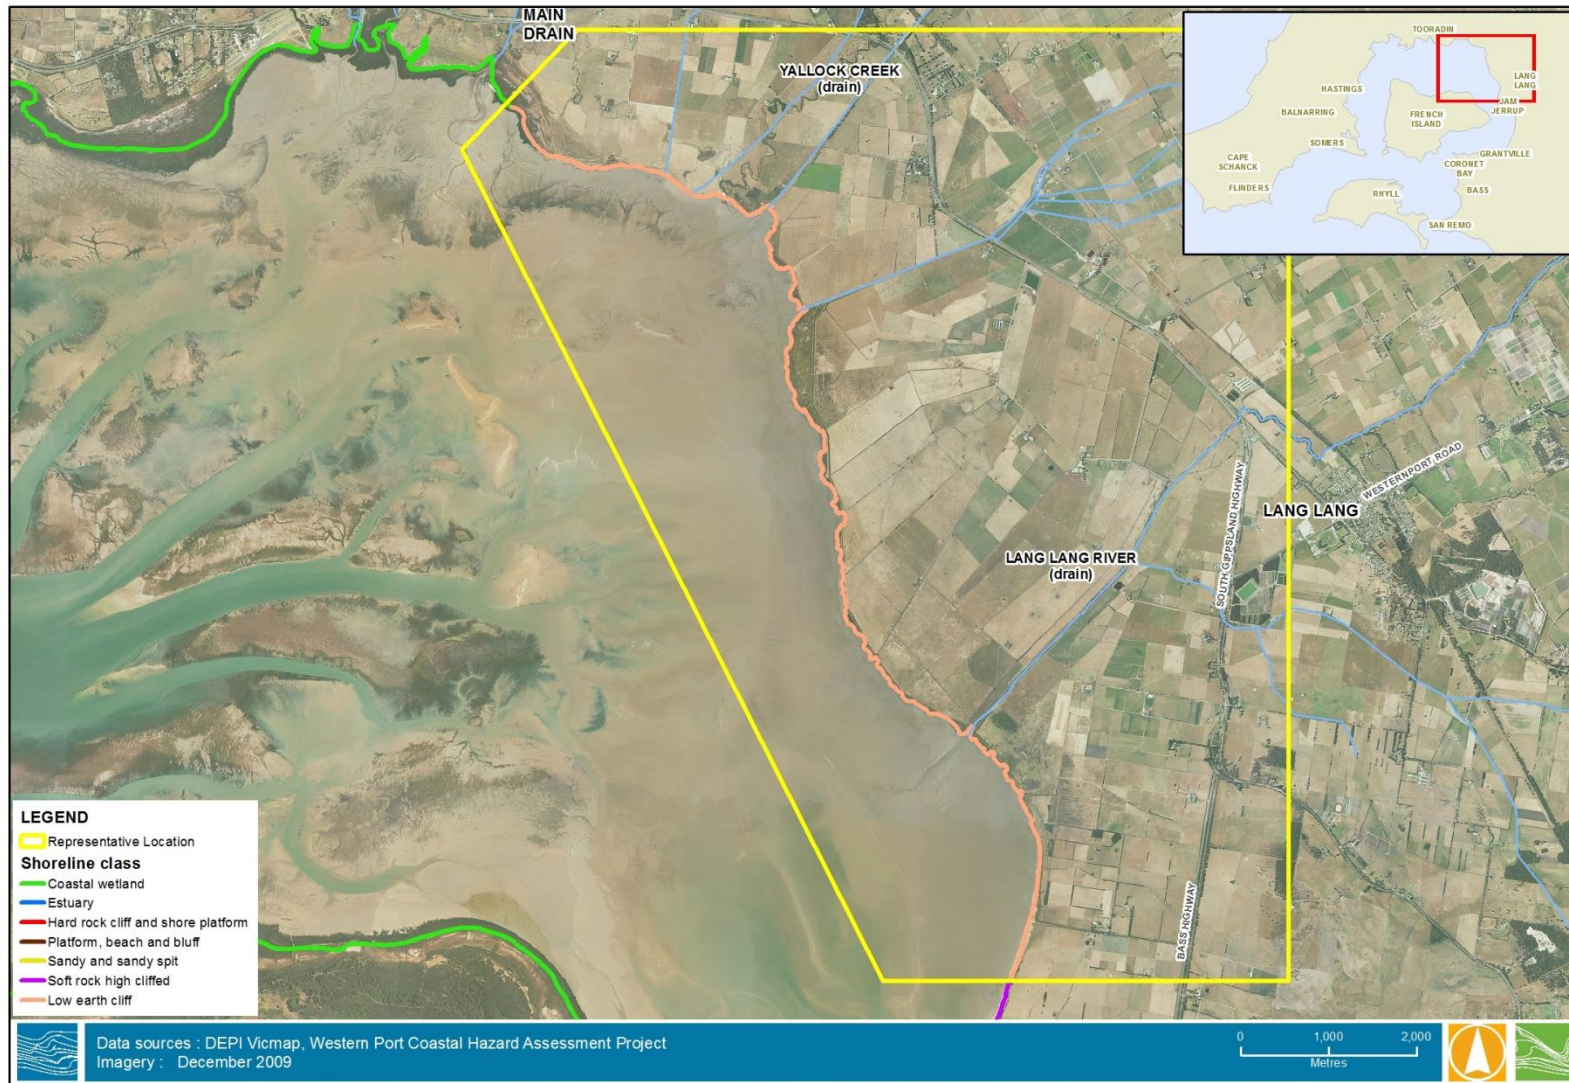 MAIN
DRAIN
YALLOCK CREEK
(drain)
TOORADIN
LANG
LANG
HASTINGS
JAM
JERRUP
BALNARRING
FRENCH
ISLAND
SOMERS
GRANTVILLE
CORONET
BAY
CAPE
SCHANCK
FLINDERS
RHYLL
BASS
SAN REMO
WESTERNPORT ROAD
SOUTH GIPPSLAND HIGHWAY
LANG LANG
LANG LANG RIVER
(drain)
BASS HIGHWAY
LEGEND
Representative Location
Shoreline class
Coastal wetland
Estuary
Hard rock cliff and shore platform
Platform, beach and bluff
Sandy and sandy spit
Soft rock high cliffed
Low earth cliff
Data sources : DEPI Vicmap, Western Port Coastal Hazard Assessment Project
Imagery : December 2009
0 1,000 2,000
Metres